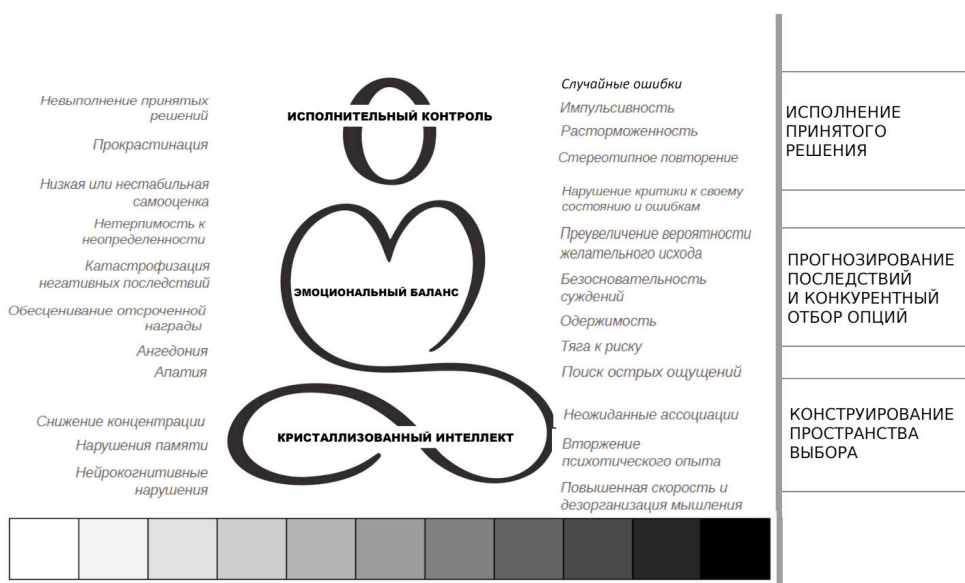 Невыполнение принятых
решений
Прокрастинация
Низкая или нестабильная
самооценка
Нетерпимость к
неопределенности
Катастрофизация
негативных последствий
Обесценивание отсроченной
награды
Ангедония
Апатия
Снижение концентрации
Нарушения памяти
Нейрокогнитивные
нарушения
ИСПОЛНИТЕЛЬНЫЙ КОНТРОЛЬ
ЭМОЦИОНАЛЬНЫЙ БАЛАНС
КРИСТАЛЛИЗОВАННЫЙ ИНТЕЛЛЕКТ
Случайные ошибки
Импульсивность
Расторможенность
Стереотипное повторение
Нарушение критики к своему
состоянию и ошибкам
Преувеличение вероятности
желательного исхода
Безосновательность
суждений
Одержимость
Тяга к риску
Поиск острых ощущений
Неожиданные ассоциации
Вторжение
психотического опыта
Повышенная скорость и
дезорганизация мышления
ИСПОЛНЕНИЕ
ПРИНЯТОГО
РЕШЕНИЯ
ПРОГНОЗИРОВАНИЕ
ПОСЛЕДСТВИЙ
И КОНКУРЕНТНЫЙ
ОТБОР ОПЦИЙ
КОНСТРУИРОВАНИЕ
ПРОСТРАНСТВА
ВЫБОРА